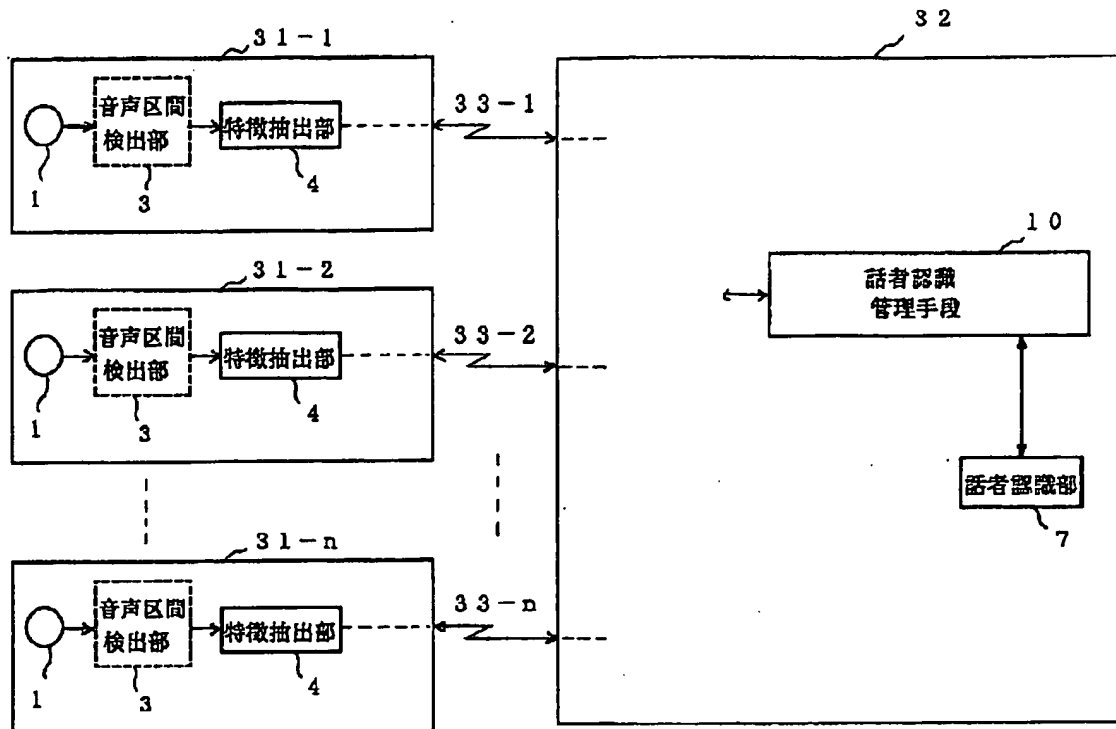 31-1
音声区間
検出部
特徴抽出部
1
3
4
33-1
31-2
音声区間
検出部
特徴抽出部
1
3
4
33-2
31-n
音声区間
検出部
特徴抽出部
1
3
4
33-n
32
10
話者認識
管理手段
話者認識部
7